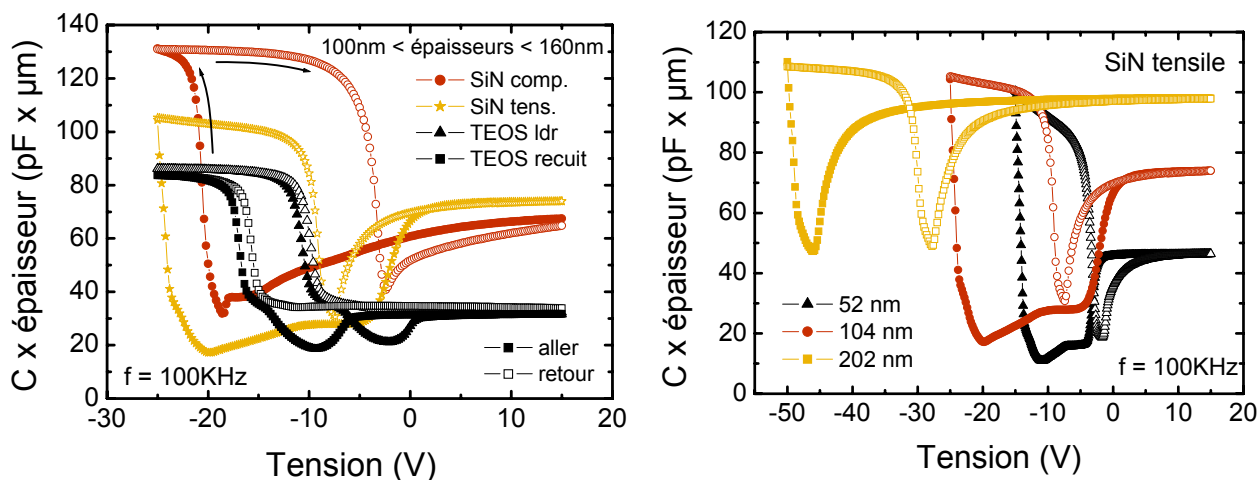 C x épaisseur (pF x µm)
140
120
100
80
60
40
20
0
100nm < épaisseurs < 160nm
SiN comp.
SiN tens.
TEOS ldr
TEOS recuit
aller
retour
f = 100KHz
-30
-20
-10
0
10
20
Tension (V)
C x épaisseur (pF x µm)
120
100
80
60
40
20
0
SiN tensile
52 nm
104 nm
202 nm
f = 100KHz
-50
-40
-30
-20
-10
0
10
20
Tension (V)